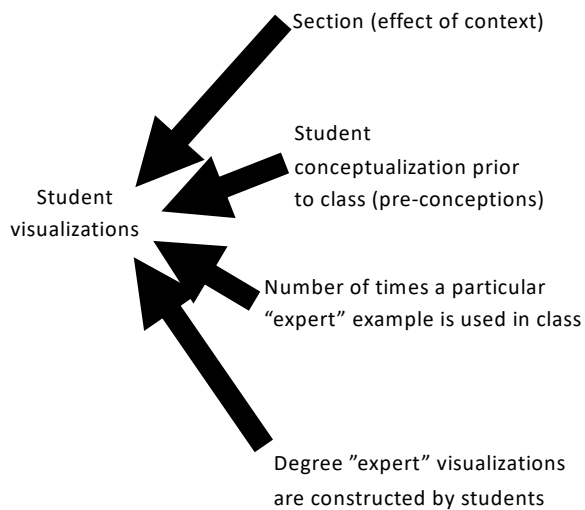 Section (effect of context)
Student
conceptualization prior
to class (pre-conceptions)
Student
visualizations
Number of times a particular
“expert” example is used in class
Degree ”expert” visualizations
are constructed by students